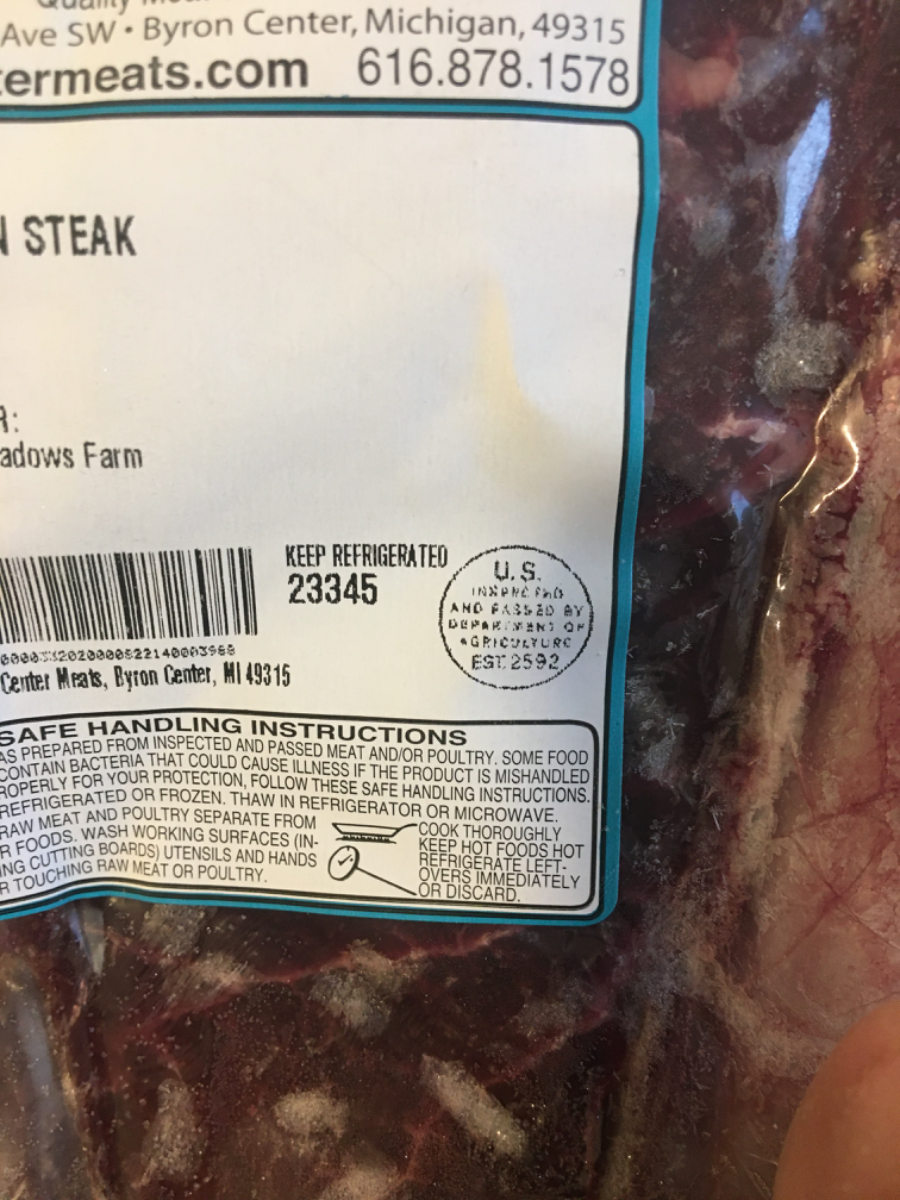 Quality
Ave SW • Byron Center, Michigan, 49315
termeats.com 616.878.1578
N STEAK
R:
adows Farm
KEEP REFRIGERATED
23345
U.S.
INSPECTED
AND PASSED BY
DEPARTMENT OF
AGRICULTURE
EST. 2592
Center Meats, Byron Center, MI 49315
SAFE HANDLING INSTRUCTIONS
AS PREPARED FROM INSPECTED AND PASSED MEAT AND/OR POULTRY. SOME FOOD
CONTAIN BACTERIA THAT COULD CAUSE ILLNESS IF THE PRODUCT IS MISHANDLED
ROPERLY FOR YOUR PROTECTION, FOLLOW THESE SAFE HANDLING INSTRUCTIONS.
REFRIGERATED OR FROZEN. THAW IN REFRIGERATOR OR MICROWAVE.
RAW MEAT AND POULTRY SEPARATE FROM
R FOODS. WASH WORKING SURFACES (IN-
NG CUTTING BOARDS) UTENSILS AND HANDS
R TOUCHING RAW MEAT OR POULTRY.
COOK THOROUGHLY
KEEP HOT FOODS HOT
REFRIGERATE LEFT-
OVERS IMMEDIATELY
OR DISCARD.